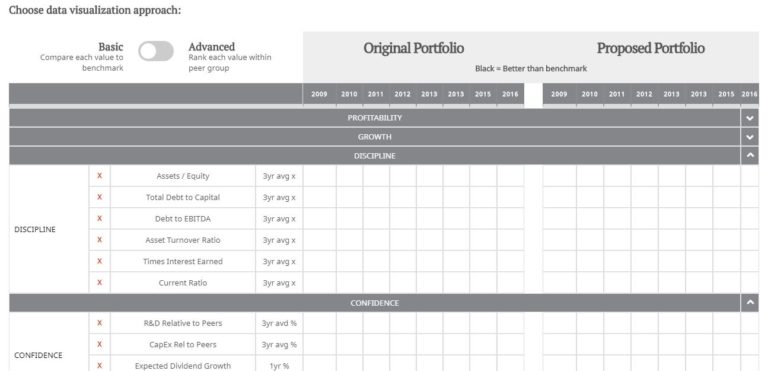 Choose data visualization approach:
Basic
Compare each value to
benchmark
Advanced
Rank each value within
peer group
Original Portfolio
Proposed Portfolio
Black = Better than benchmark
2009 2010 2011 2012 2013 2013 2015 2016 2009 2010 2011 2012 2013 2013 2015 2016
PROFITABILITY
GROWTH
DISCIPLINE
DISCIPLINE
X Assets / Equity 3yr avg x
X Total Debt to Capital 3yr avg x
X Debt to EBITDA 3yr avg x
X Asset Turnover Ratio 3yr avg x
X Times Interest Earned 3yr avg x
X Current Ratio 3yr avg x
CONFIDENCE
CONFIDENCE
X R&D Relative to Peers 3yr avd %
X CapEx Rel to Peers 3yr avg %
X Expected Dividend Growth 1yr %